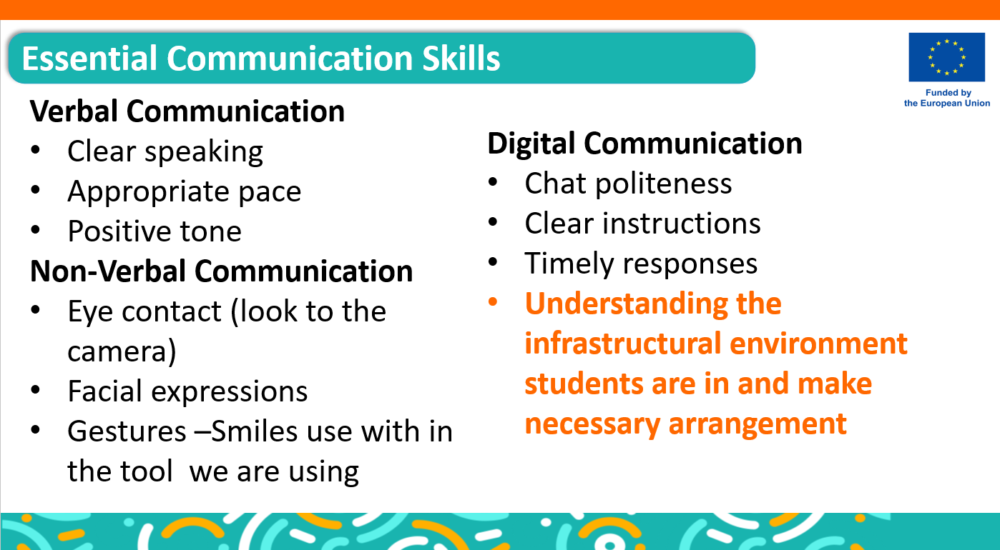 Essential Communication Skills
Verbal Communication
• Clear speaking
• Appropriate pace
• Positive tone
Non-Verbal Communication
• Eye contact (look to the
camera)
• Facial expressions
• Gestures –Smiles use with in
the tool  we are using
Digital Communication
• Chat politeness
• Clear instructions
• Timely responses
• Understanding the
infrastructural environment
students are in and make
necessary arrangement
Funded by
the European Union